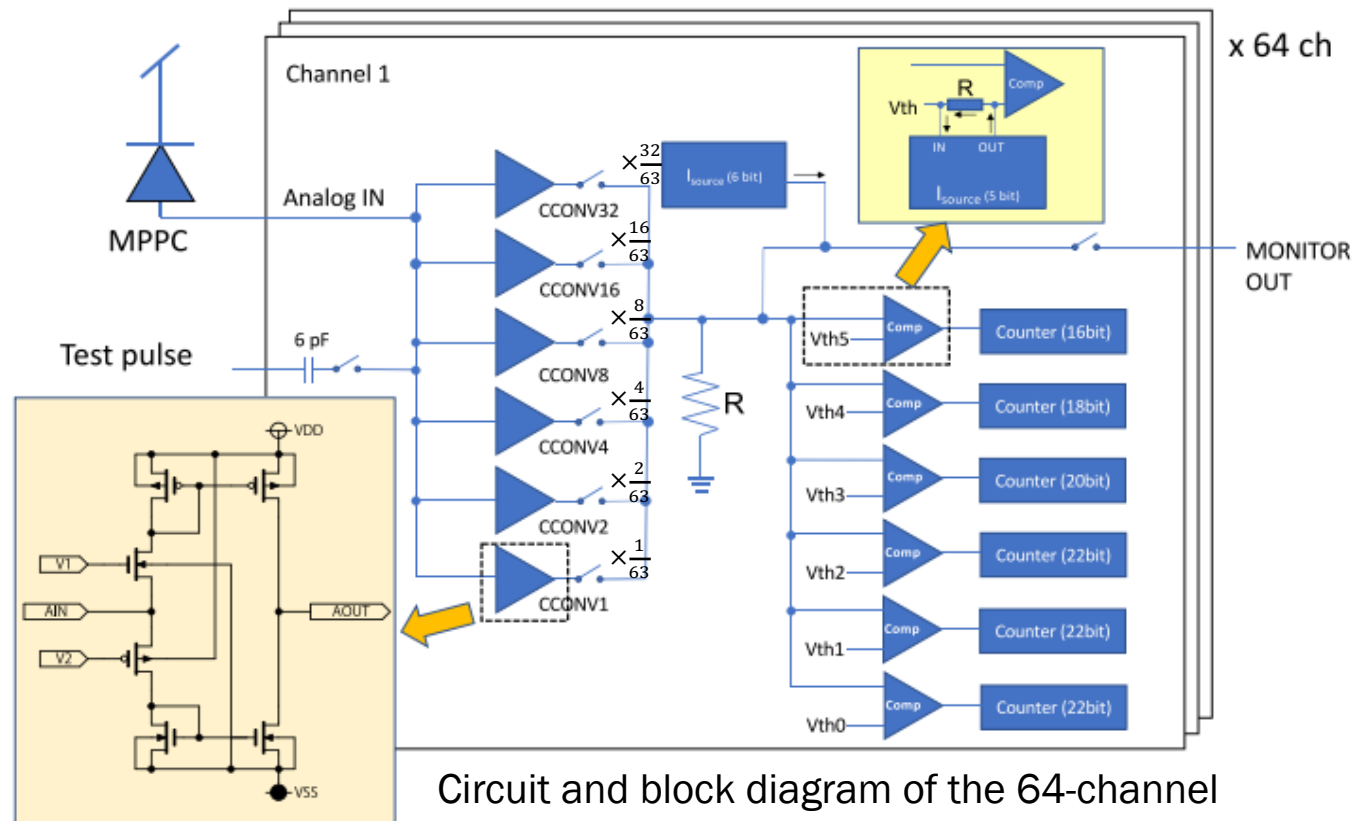 x 64 ch
Channel 1
Comp
R
Vth
IN OUT
I source (5 bit)
×32/63
I source (6 bit)
Analog IN
MPPC
CCONV32
×16/63
MONITOR
OUT
CCONV16
×8/63
Comp
Vth5
Counter (16bit)
6 pF
Test pulse
CCONV8
×4/63
R
Comp
Vth4
Counter (18bit)
CCONV4
VDD
×2/63
Comp
Vth3
Counter (20bit)
CCONV2
×1/63
Comp
Vth2
Counter (22bit)
V1
CCONV1
AIN
AOUT
Comp
Vth1
Counter (22bit)
V2
Comp
Vth0
Counter (22bit)
VSS
Circuit and block diagram of the 64-channel